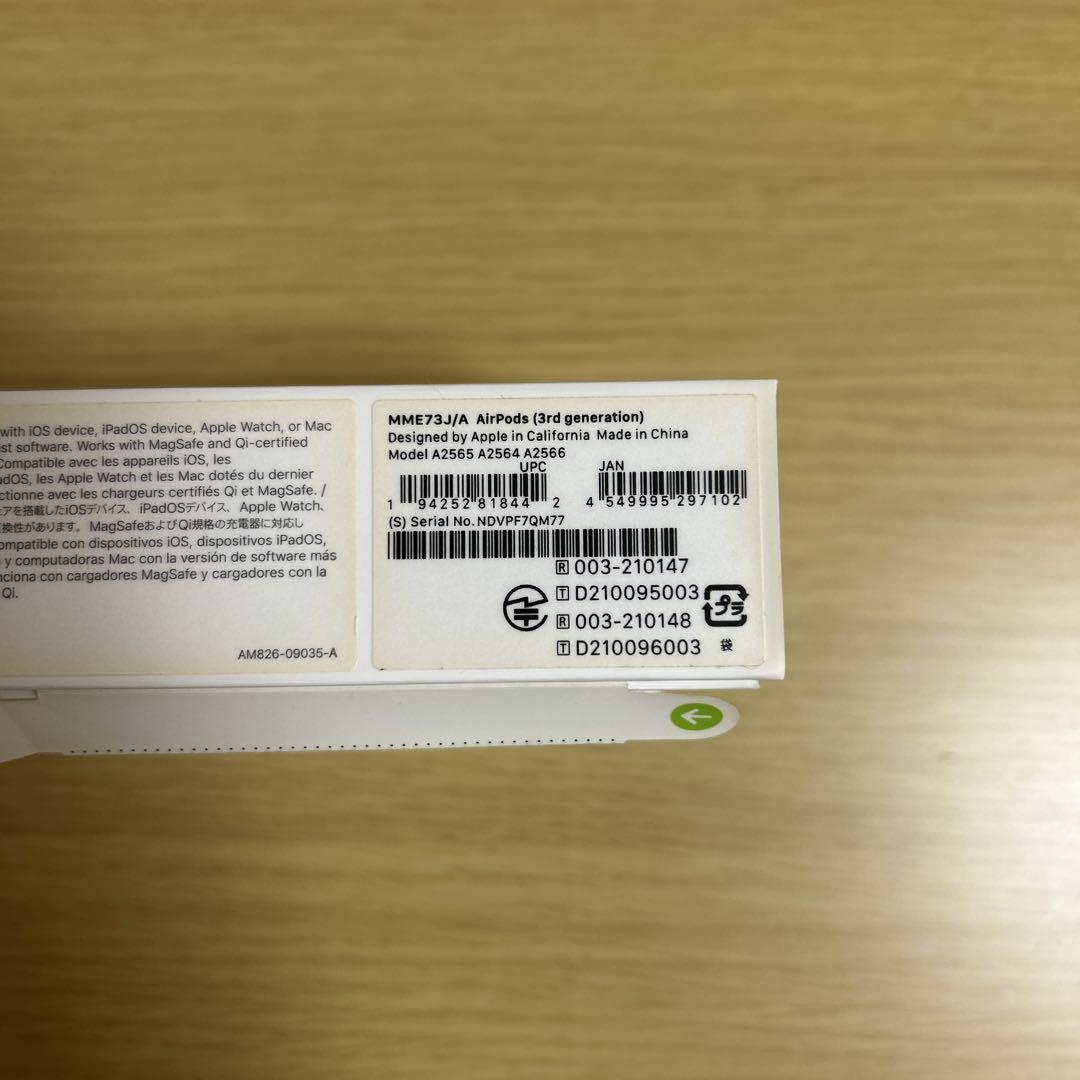 with iOS device, iPadOS device, Apple Watch, or Mac
st software. Works with MagSafe and Qi-certified
Compatible avec les appareils iOS, les
adOS, les Apple Watch et les Mac dotés du dernier
ctionne avec les chargeurs certifiés Qi et MagSafe. /
ェアを搭載したiOSデバイス、iPadOSデバイス、Apple Watch、
換性があります。MagSafeおよびQi規格の充電器に対応し
ompatible con dispositivos iOS, dispositivos iPadOS,
y computadoras Mac con la versión de software más
nciona con cargadores MagSafe y cargadores con la
Qi.
AM826-09035-A
MME73J/A AirPods (3rd generation)
Designed by Apple in California Made in China
Model A2565 A2564 A2566
UPC JAN
1 94252 81844 2 4 549995 297102
(S) Serial No. NDVPF7QM77
R 003-210147
T D210095003
R 003-210148
T D210096003
プラ
袋